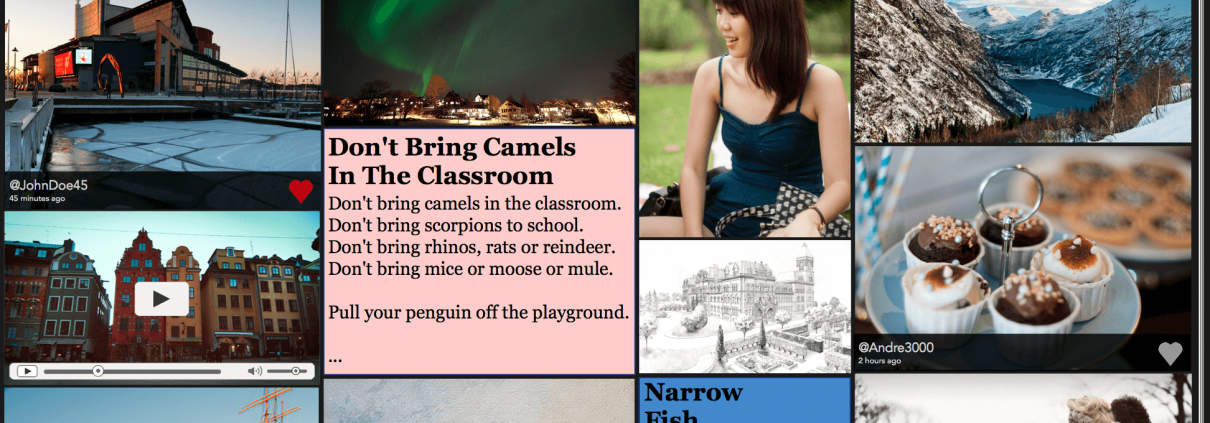 @JohnDoe45
45 minutes ago
Don't Bring Camels
In The Classroom
Don't bring camels in the classroom.
Don't bring scorpions to school.
Don't bring rhinos, rats or reindeer.
Don't bring mice or moose or mule.
Pull your penguin off the playground.
...
Narrow
Fish
@Andre3000
2 hours ago